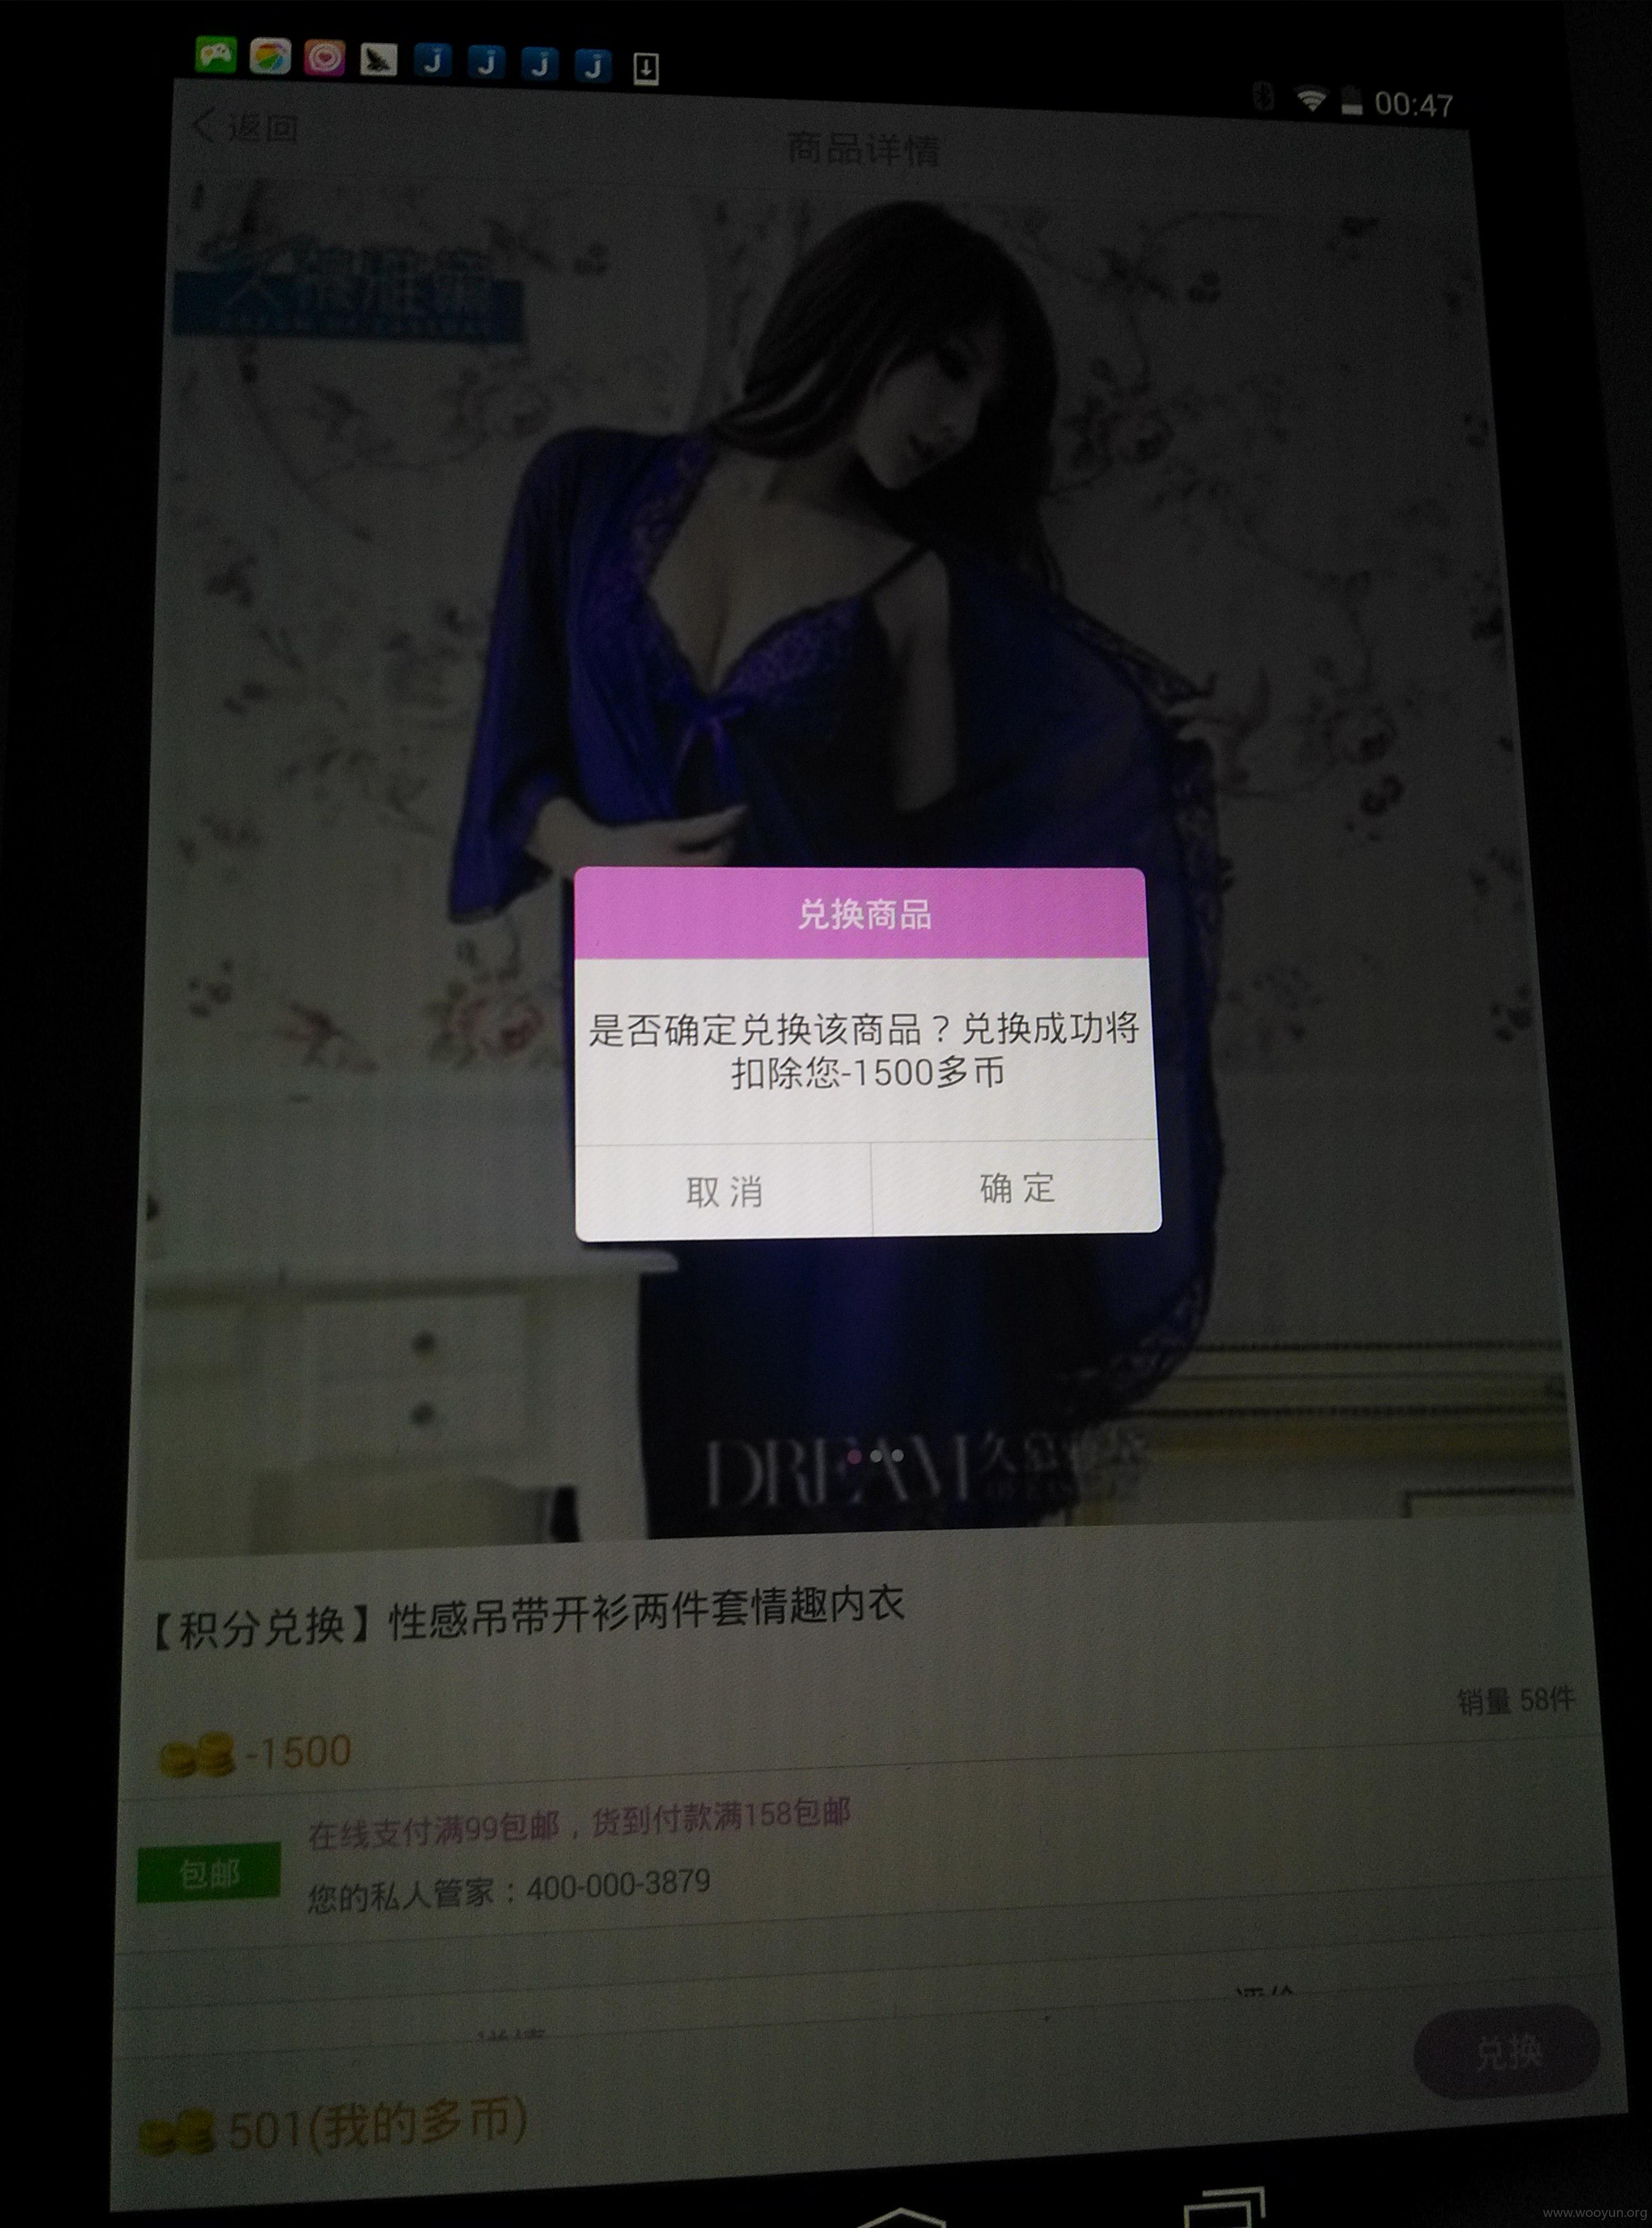 00:47
返回
商品详情
兑换商品
是否确定兑换该商品？兑换成功将
扣除您-1500多币
取消
确定
DREAM
【积分兑换】性感吊带开衫两件套情趣内衣
销量 58件
-1500
在线支付满99包邮，货到付款满158包邮
包邮
您的私人管家：400-000-3879
兑换
501(我的多币)
www.wooyun.org